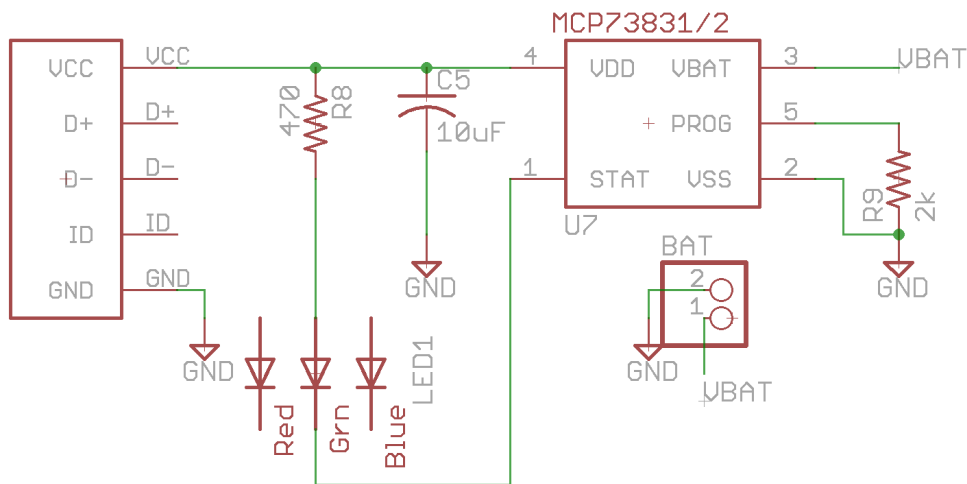 MCP73831/2
VCC
VCC
4
VDD
VBAT
3
VBAT
D+
D+
470
R8
C5
10uF
PROG
5
D-
D-
1
STAT
VSS
2
R9
2k
ID
ID
U7
BAT
GND
GND
GND
2
1
GND
GND
GND
VBAT
LED1
Red
Grn
Blue